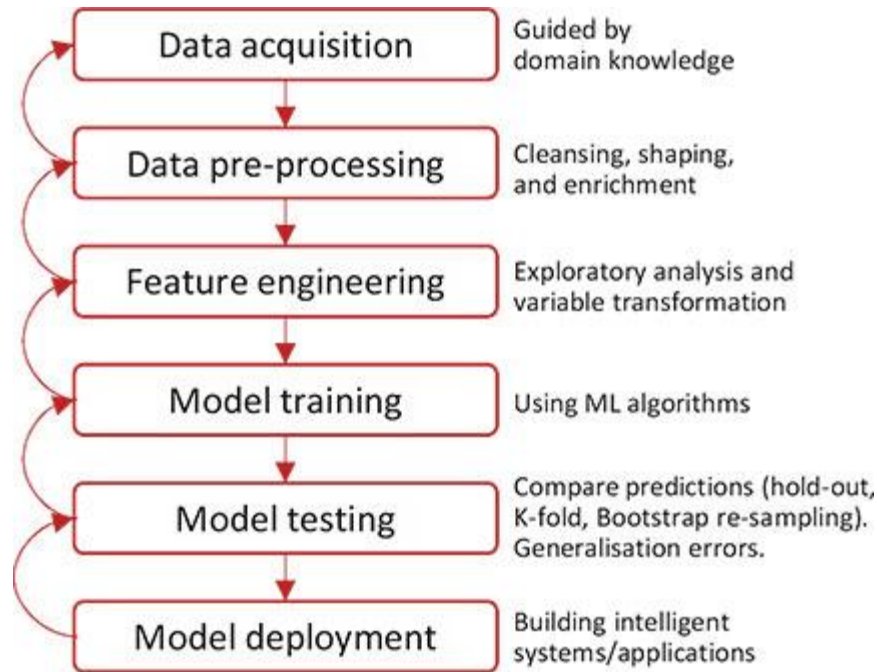 Data acquisition
Guided by
domain knowledge
Data pre-processing
Cleansing, shaping,
and enrichment
Feature engineering
Exploratory analysis and
variable transformation
Model training
Using ML algorithms
Model testing
Compare predictions (hold-out,
K-fold, Bootstrap re-sampling).
Generalisation errors.
Model deployment
Building intelligent
systems/applications